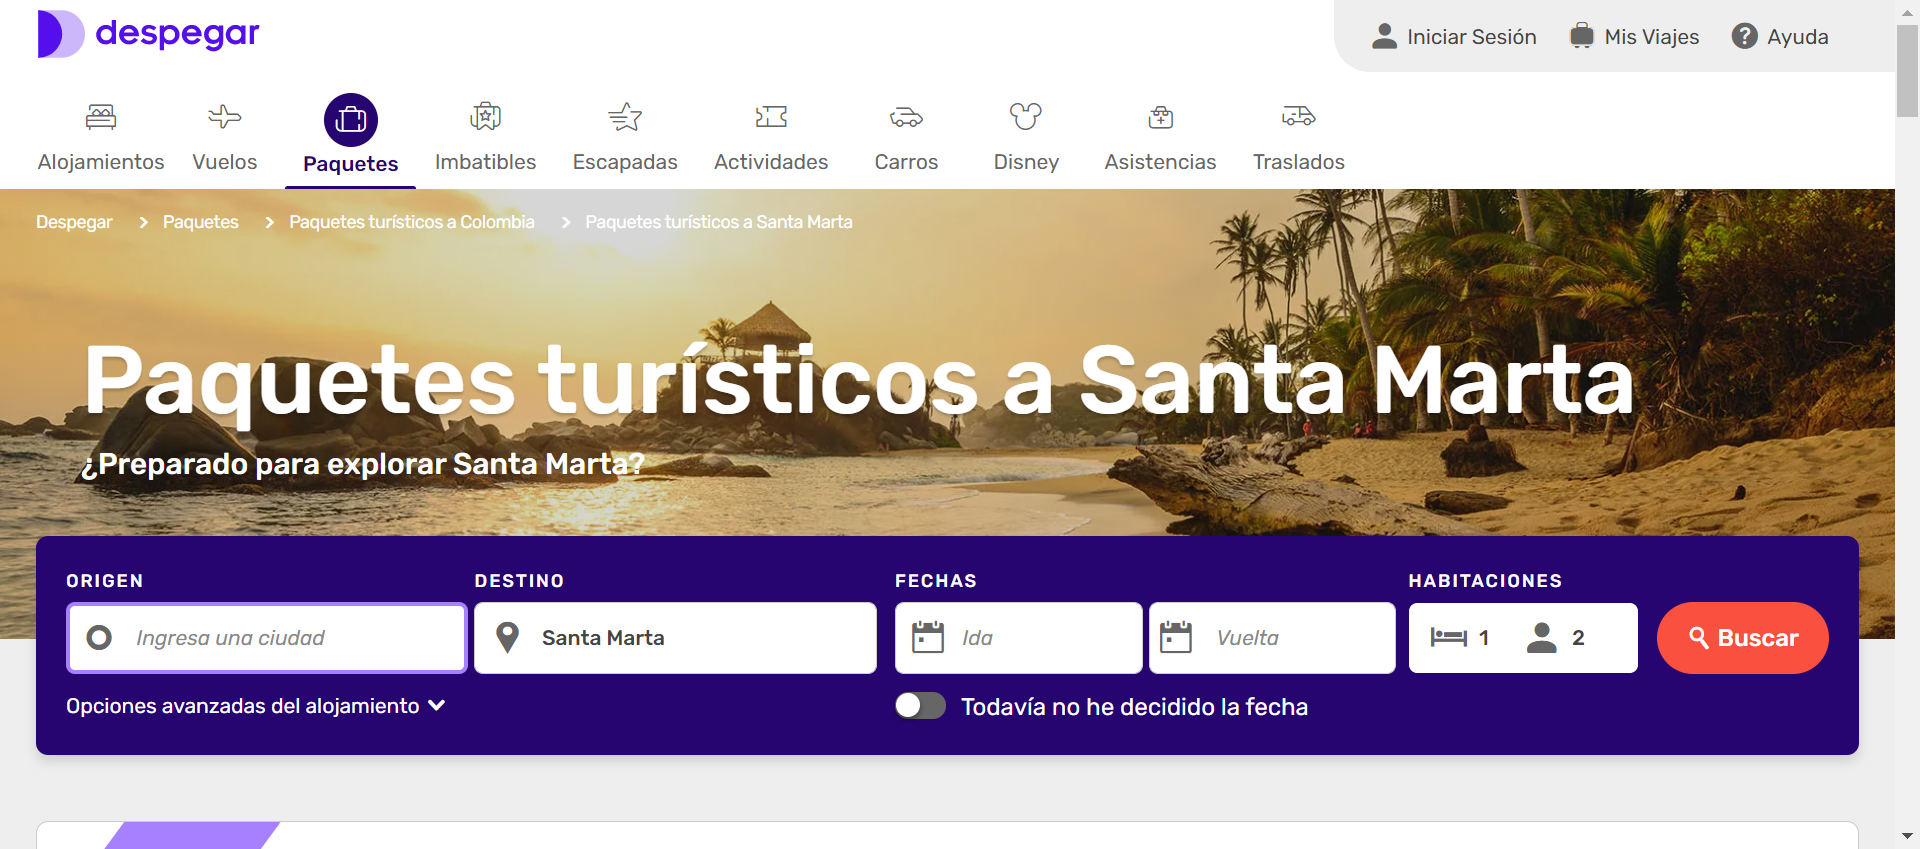 despegar
Iniciar Sesión Mis Viajes Ayuda
Alojamientos Vuelos Paquetes Imbatibles Escapadas Actividades Carros Disney Asistencias Traslados
Despegar Paquetes Paquetes turísticos a Colombia Paquetes turísticos a Santa Marta
Paquetes turísticos a Santa Marta
¿Preparado para explorar Santa Marta?
ORIGEN DESTINO FECHAS HABITACIONES
Ingresa una ciudad Santa Marta Ida Vuelta 1 2 Buscar
Opciones avanzadas del alojamiento Todavía no he decidido la fecha